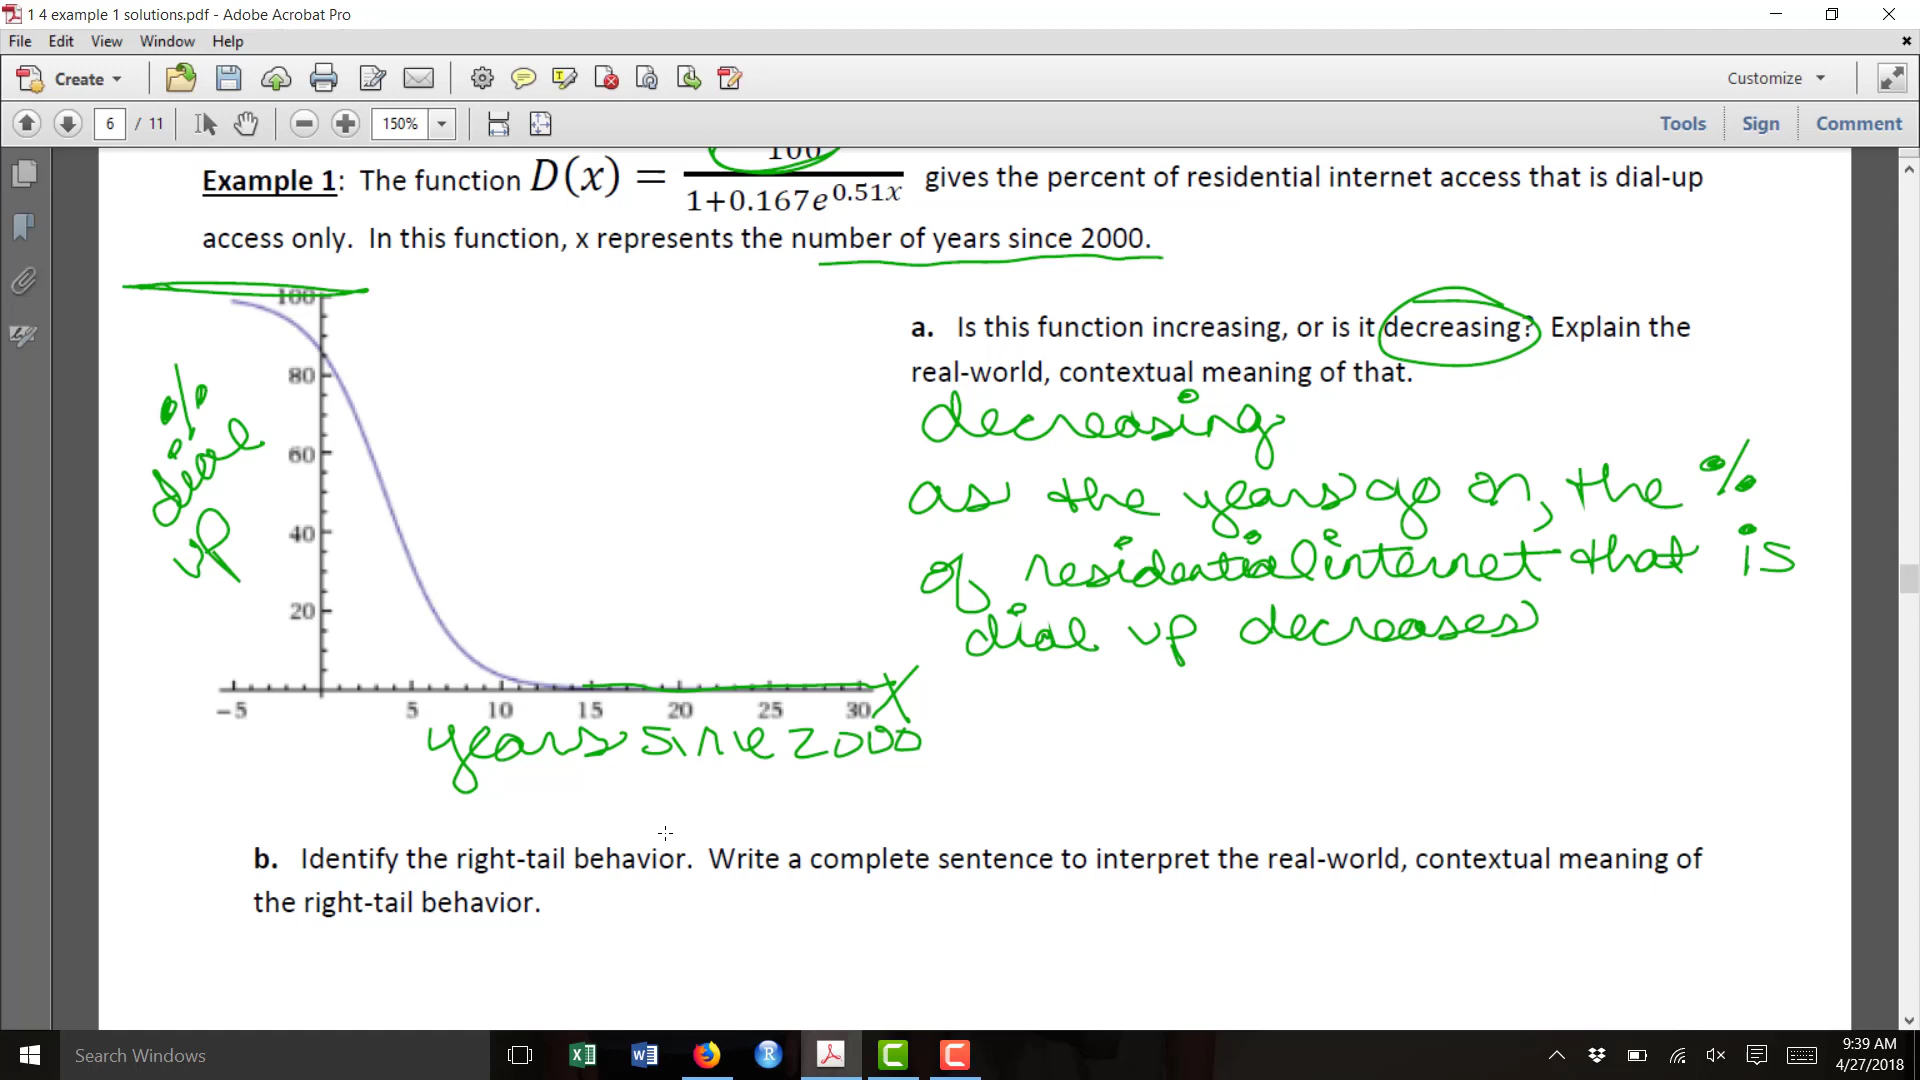 1 4 example 1 solutions.pdf - Adobe Acrobat Pro
File Edit View Window Help
Create Customize
6 / 11 150% Tools Sign Comment
100
Example 1: The function D(x) = 1+0.167e^0.51x gives the percent of residential internet access that is dial-up
access only. In this function, x represents the number of years since 2000.
100
80
60
40
20
-5 5 10 15 20 25 30 X
% dial up
years since 2000
a. Is this function increasing, or is it decreasing? Explain the
real-world, contextual meaning of that.
decreasing
as the years go on, the %
of residential internet that is
dial up decreases
b. Identify the right-tail behavior. Write a complete sentence to interpret the real-world, contextual meaning of
the right-tail behavior.
Search Windows
9:39 AM
4/27/2018